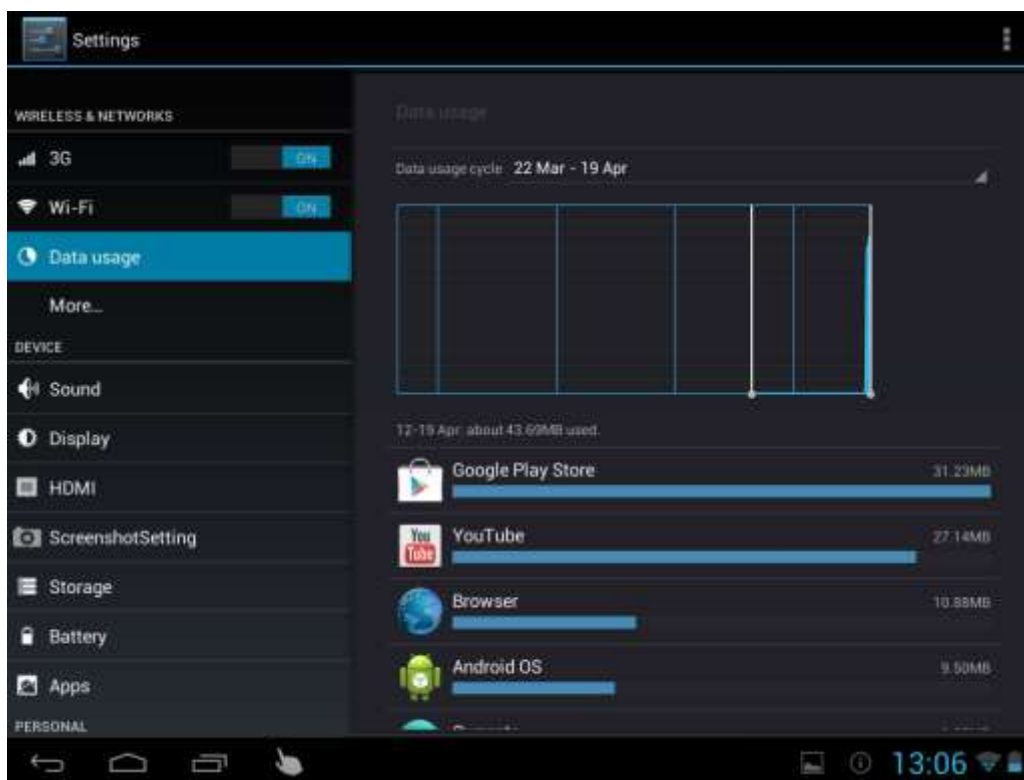 Settings
WIRELESS & NETWORKS
3G ON
Wi-Fi ON
Data usage
More...
DEVICE
Sound
Display
HDMI
ScreenshotSetting
Storage
Battery
Apps
PERSONAL
Data usage
Data usage cycle 22 Mar - 19 Apr
12-19 Apr: about 43.69MB used.
Google Play Store 31.23MB
You
Tube
YouTube 27.14MB
Browser 10.88MB
Android OS 9.50MB
13:06